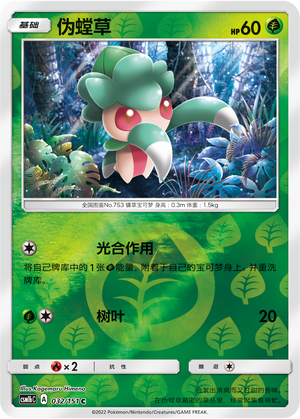 基础 伪螳草 HP60
全国图鉴No.753 镰草宝可梦 身高：0.3m 体重：1.5kg
光合作用
将自己牌库中的1张能量，附着于自己的宝可梦身上。并重洗牌库。
树叶 20
弱点 ×2 抗性 撤退
Illus. Kagemaru Himeno
csm1b C A 032/151 C
©2022 Pokémon/Nintendo/Creatures/GAME FREAK.